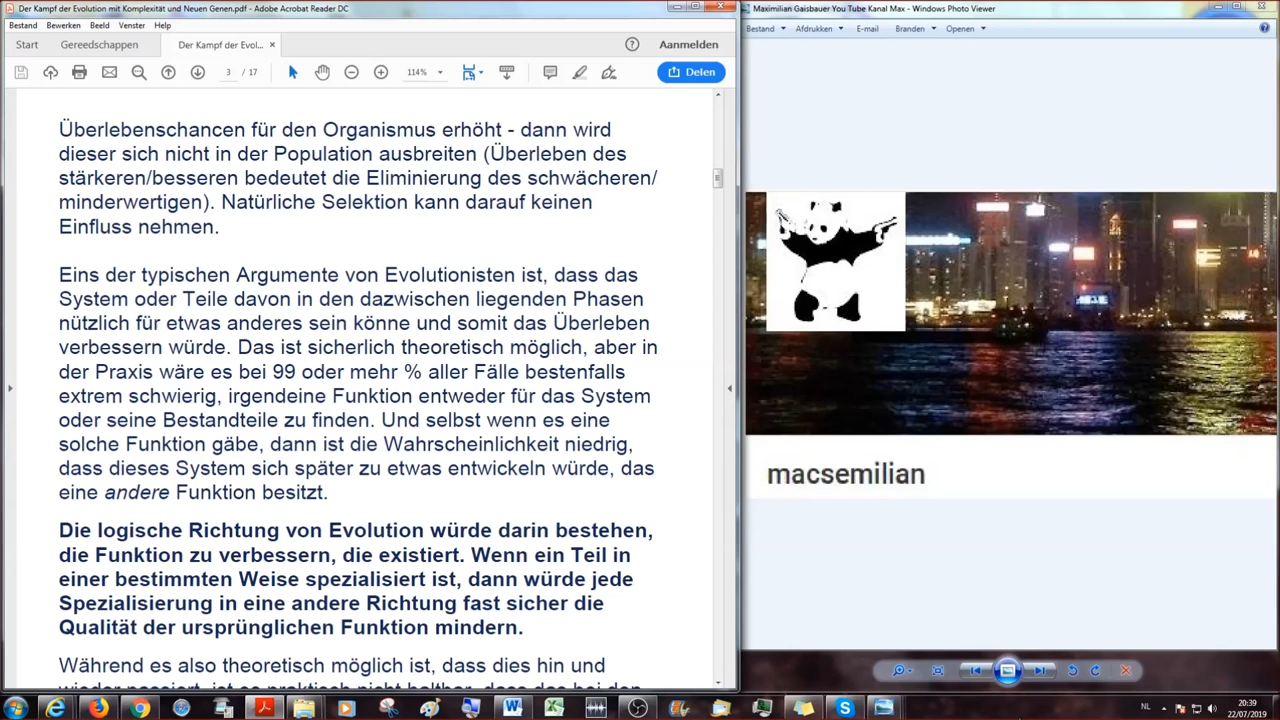 Der Kampf der Evolution mit Komplexität und Neuen Genen.pdf - Adobe Acrobat Reader DC
Bestand Bewerken Beeld Venster Help
Start Gereedschappen Der Kampf der Evol... × Aanmelden
3 / 17 114% Delen
Überlebenschancen für den Organismus erhöht - dann wird
dieser sich nicht in der Population ausbreiten (Überleben des
stärkeren/besseren bedeutet die Eliminierung des schwächeren/
minderwertigen). Natürliche Selektion kann darauf keinen
Einfluss nehmen.
Eins der typischen Argumente von Evolutionisten ist, dass das
System oder Teile davon in den dazwischen liegenden Phasen
nützlich für etwas anderes sein könne und somit das Überleben
verbessern würde. Das ist sicherlich theoretisch möglich, aber in
der Praxis wäre es bei 99 oder mehr % aller Fälle bestenfalls
extrem schwierig, irgendeine Funktion entweder für das System
oder seine Bestandteile zu finden. Und selbst wenn es eine
solche Funktion gäbe, dann ist die Wahrscheinlichkeit niedrig,
dass dieses System sich später zu etwas entwickeln würde, das
eine andere Funktion besitzt.
Die logische Richtung von Evolution würde darin bestehen,
die Funktion zu verbessern, die existiert. Wenn ein Teil in
einer bestimmten Weise spezialisiert ist, dann würde jede
Spezialisierung in eine andere Richtung fast sicher die
Qualität der ursprünglichen Funktion mindern.
Während es also theoretisch möglich ist, dass dies hin und
Maximilian Gaisbauer You Tube Kanal Max - Windows Photo Viewer
Bestand Afdrukken E-mail Branden Openen
macsemilian
NL 20:39
22/07/2019